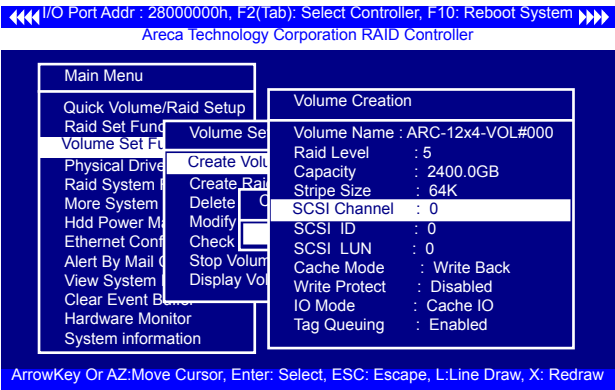 I/O Port Addr : 28000000h, F2(Tab): Select Controller, F10: Reboot System
Areca Technology Corporation RAID Controller
Main Menu
Quick Volume/Raid Setup
Raid Set Func
Volume Set Fu
Physical Drive
Raid System
More System
Hdd Power M
Ethernet Conf
Alert By Mail
View System
Clear Event
Hardware Monitor
System information
Volume Se
Create Volu
Create Rai
Delete
Modify
Check
Stop Volum
Display Vol
Volume Creation
Volume Name : ARC-12x4-VOL#000
Raid Level : 5
Capacity : 2400.0GB
Stripe Size : 64K
SCSI Channel : 0
SCSI ID : 0
SCSI LUN : 0
Cache Mode : Write Back
Write Protect : Disabled
IO Mode : Cache IO
Tag Queuing : Enabled
ArrowKey Or AZ:Move Cursor, Enter: Select, ESC: Escape, L:Line Draw, X: Redraw